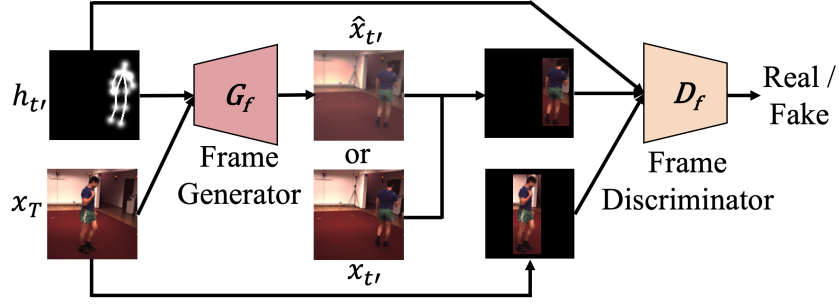 x̂_{t′}
h_{t′}
G_f
D_f
Real /
Fake
Frame
Generator
or
Frame
Discriminator
x_T
x_{t′}